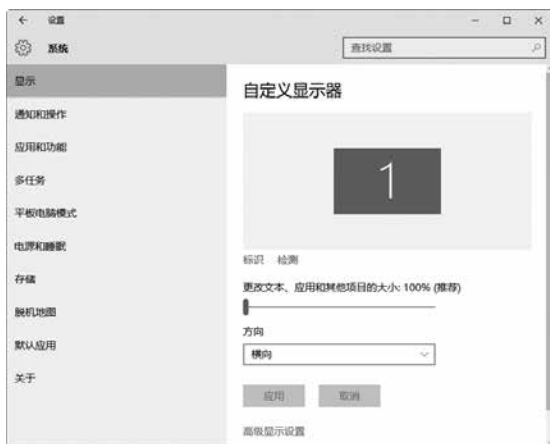 设置
系统
查找设置
显示
通知和操作
应用和功能
多任务
平板电脑模式
电源和睡眠
存储
脱机地图
默认应用
关于
自定义显示器
1
标识 检测
更改文本、应用和其他项目的大小: 100% (推荐)
方向
横向
应用 取消
高级显示设置